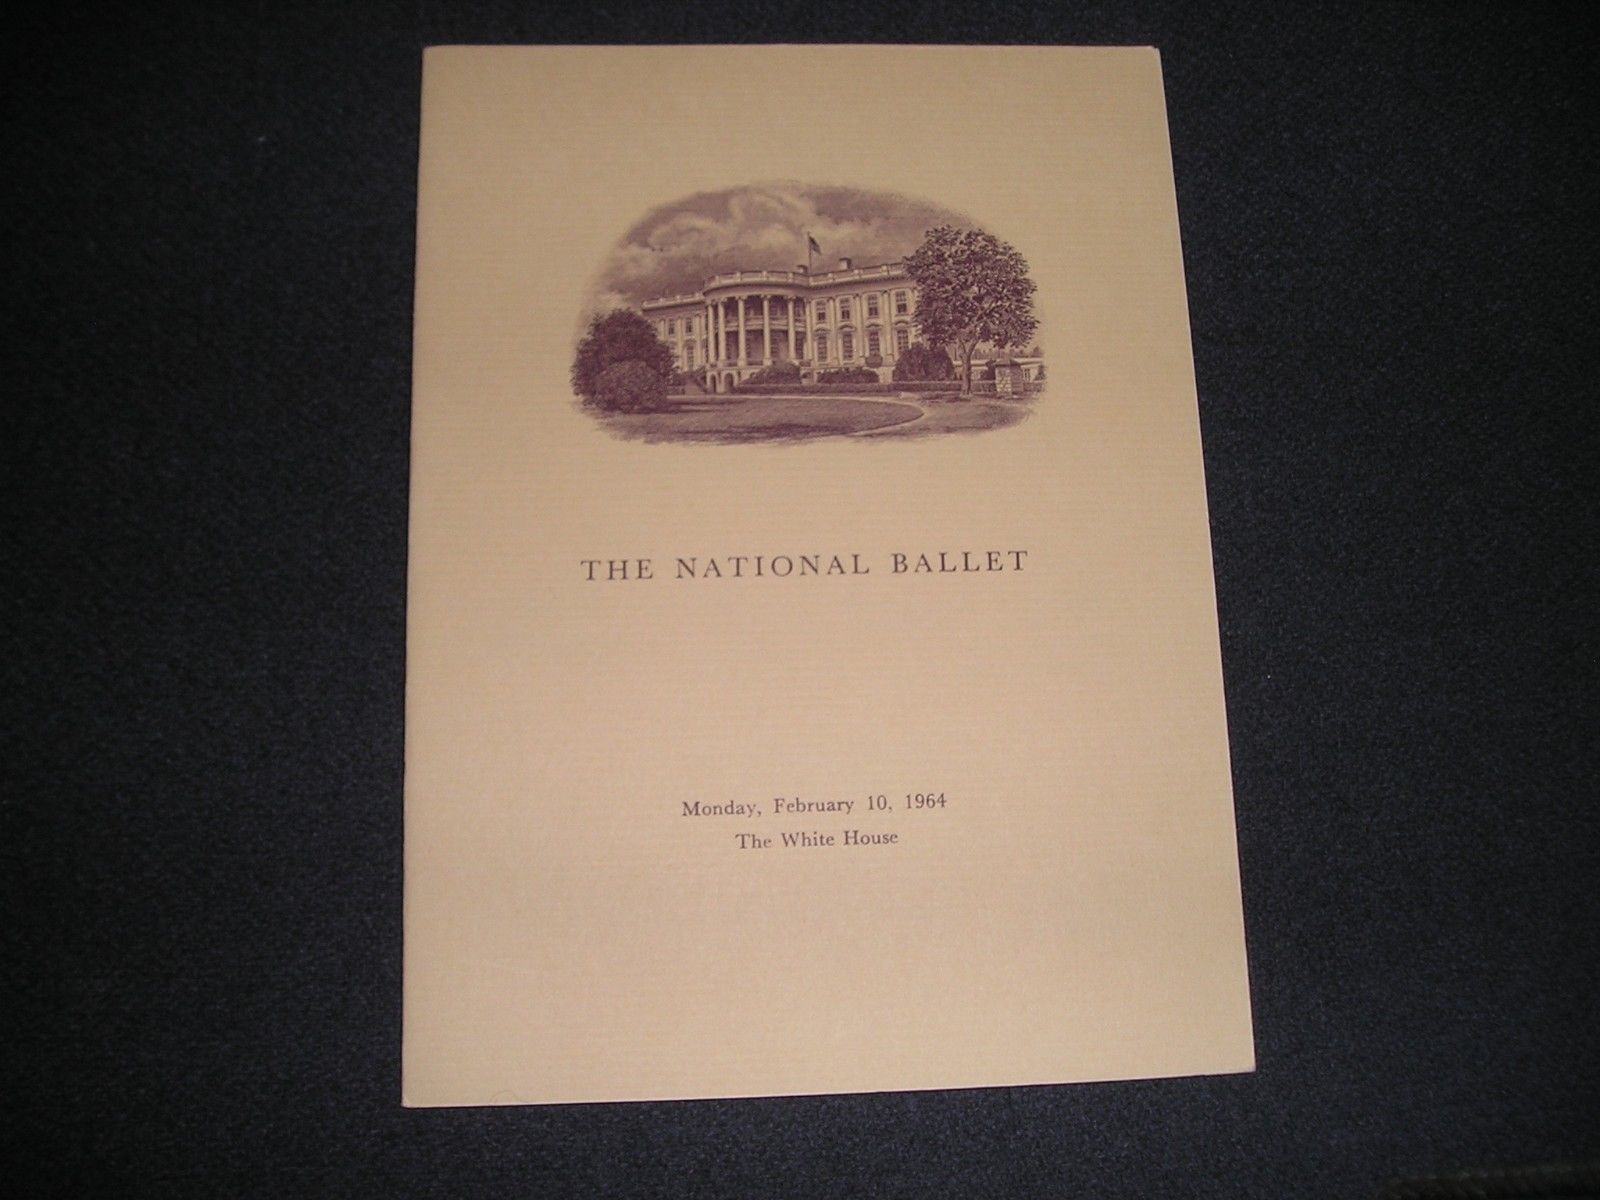 THE NATIONAL BALLET
Monday, February 10, 1964
The White House